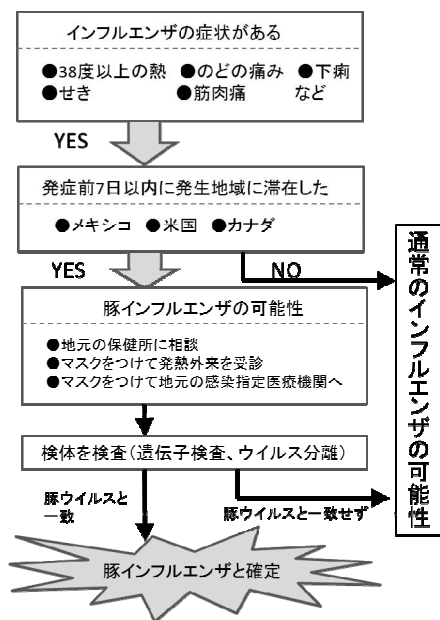 インフルエンザの症状がある
●38度以上の熱 ●のどの痛み ●下痢
●せき ●筋肉痛 など
YES
発症前7日以内に発生地域に滞在した
●メキシコ ●米国 ●カナダ
YES
NO
豚インフルエンザの可能性
●地元の保健所に相談
●マスクをつけて発熱外来を受診
●マスクをつけて地元の感染指定医療機関へ
通常のインフルエンザの可能性
検体を検査(遺伝子検査、ウイルス分離)
豚ウイルスと
一致
豚ウイルスと一致せず
豚インフルエンザと確定